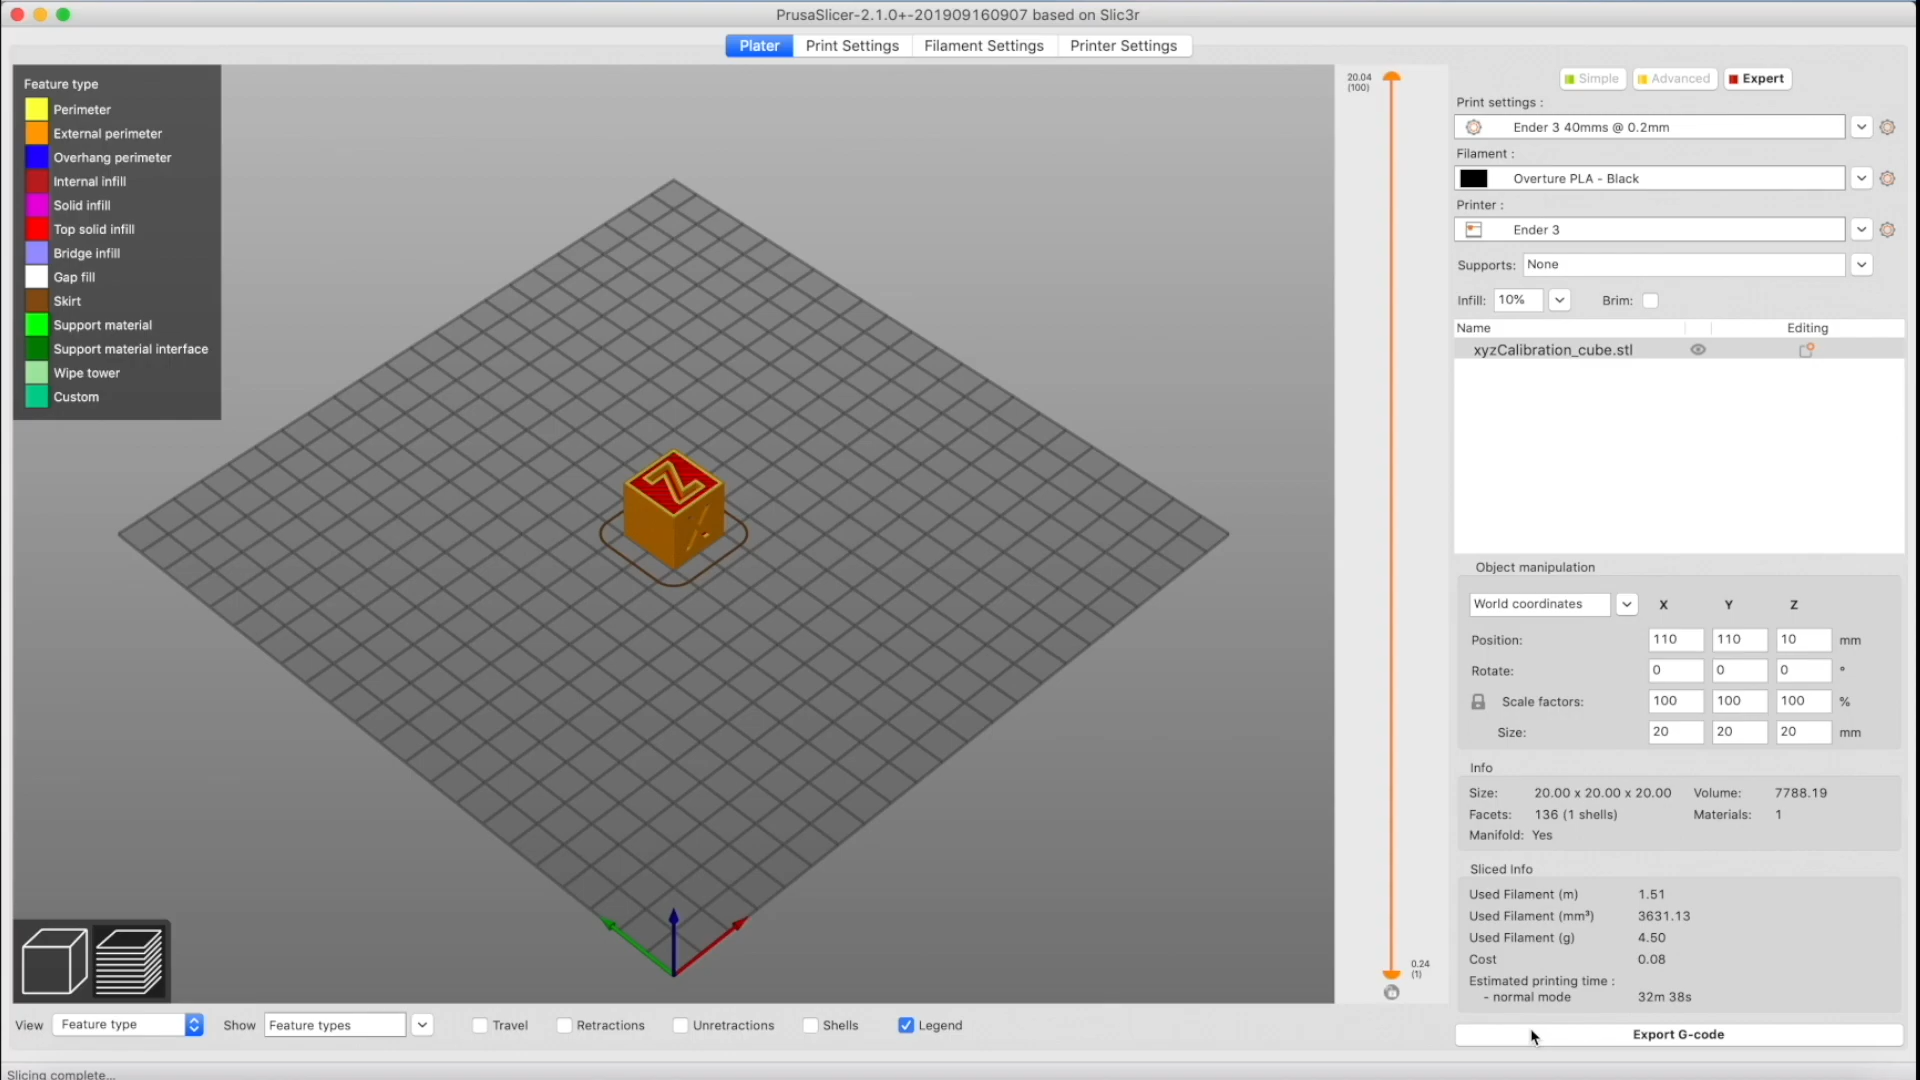 PrusaSlicer-2.1.0+-201909160907 based on Slic3r
Plater Print Settings Filament Settings Printer Settings
Feature type
Perimeter
External perimeter
Overhang perimeter
Internal infill
Solid infill
Top solid infill
Bridge infill
Gap fill
Skirt
Support material
Support material interface
Wipe tower
Custom
Z
X
20.04
(100)
0.24
(1)
Simple Advanced Expert
Print settings :
Ender 3 40mms @ 0.2mm
Filament :
Overture PLA - Black
Printer :
Ender 3
Supports: None
Infill: 10% Brim:
Name Editing
xyzCalibration_cube.stl
Object manipulation
World coordinates X Y Z
Position: 110 110 10 mm
Rotate: 0 0 0 °
Scale factors: 100 100 100 %
Size: 20 20 20 mm
Info
Size: 20.00 x 20.00 x 20.00 Volume: 7788.19
Facets: 136 (1 shells) Materials: 1
Manifold: Yes
Sliced Info
Used Filament (m) 1.51
Used Filament (mm³) 3631.13
Used Filament (g) 4.50
Cost 0.08
Estimated printing time :
- normal mode 32m 38s
Export G-code
View Feature type Show Feature types Travel Retractions Unretractions Shells Legend
Slicing complete...